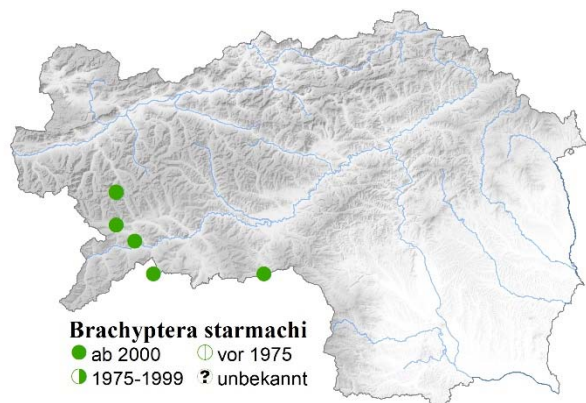 Brachyptera starmachi
ab 2000 vor 1975
1975-1999 ? unbekannt